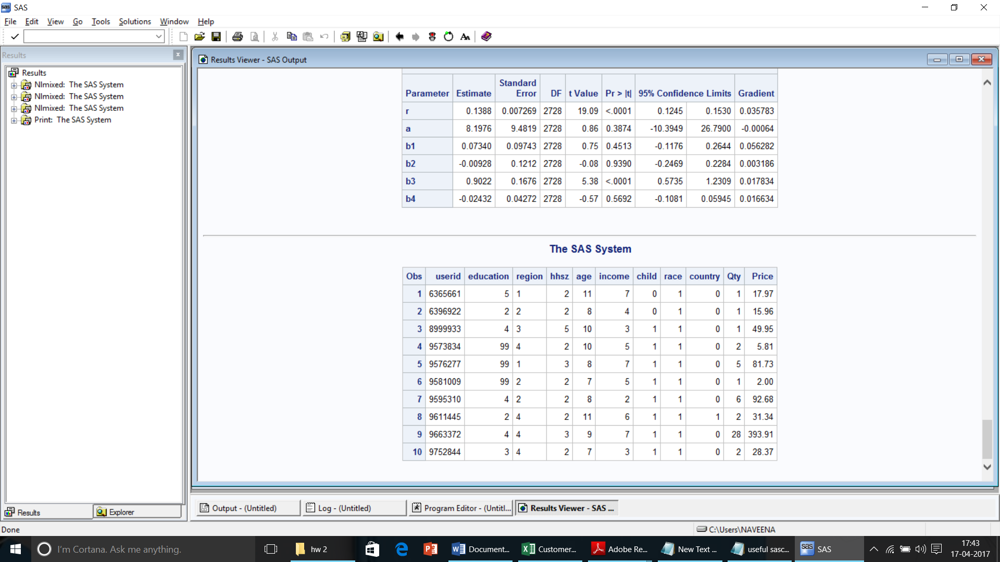 SAS
File Edit View Go Tools Solutions Window Help
Results
Results
NImixed: The SAS System
NImixed: The SAS System
NImixed: The SAS System
Print: The SAS System
Results Explorer
Results Viewer - SAS Output
Parameter Estimate Standard Error DF t Value Pr > |t| 95% Confidence Limits Gradient
r 0.1388 0.007269 2728 19.09 <.0001 0.1245 0.1530 0.035783
a 8.1976 9.4819 2728 0.86 0.3874 -10.3949 26.7900 -0.00064
b1 0.07340 0.09743 2728 0.75 0.4513 -0.1176 0.2644 0.056282
b2 -0.00928 0.1212 2728 -0.08 0.9390 -0.2469 0.2284 0.003186
b3 0.9022 0.1676 2728 5.38 <.0001 0.5735 1.2309 0.017834
b4 -0.02432 0.04272 2728 -0.57 0.5692 -0.1081 0.05945 0.016634
The SAS System
Obs userid education region hhsz age income child race country Qty Price
1 6365661 5 1 2 11 7 0 1 0 1 17.97
2 6396922 2 2 2 8 4 0 1 0 1 15.96
3 8999933 4 3 5 10 3 1 1 0 1 49.95
4 9573834 99 4 2 10 5 1 1 0 2 5.81
5 9576277 99 1 3 8 7 1 1 0 5 81.73
6 9581009 99 2 2 7 5 1 1 0 1 2.00
7 9595310 4 2 2 8 2 1 1 0 6 92.68
8 9611445 2 4 2 11 6 1 1 1 2 31.34
9 9663372 4 4 3 9 7 1 1 0 28 393.91
10 9752844 3 4 2 7 3 1 1 0 2 28.37
Output - (Untitled) Log - (Untitled) Program Editor - (Untitl... Results Viewer - SAS ...
Done C:\Users\NAVEENA
I'm Cortana. Ask me anything. hw 2 Document... Customer... Adobe Re... New Text ... useful sasc... SAS 17:43
17-04-2017